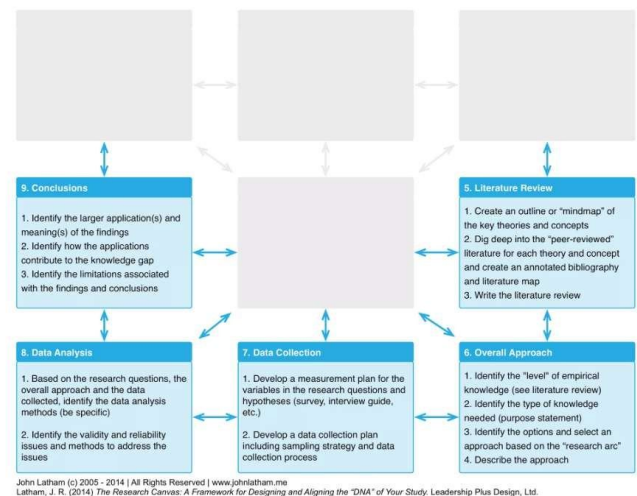 9. Conclusions
1. Identify the larger application(s) and
meaning(s) of the findings
2. Identify how the applications
contribute to the knowledge gap
3. Identify the limitations associated
with the findings and conclusions
5. Literature Review
1. Create an outline or “mindmap” of
the key theories and concepts
2. Dig deep into the “peer-reviewed”
literature for each theory and concept
and create an annotated bibliography
and literature map
3. Write the literature review
8. Data Analysis
1. Based on the research questions, the
overall approach and the data
collected, identify the data analysis
methods (be specific)
2. Identify the validity and reliability
issues and methods to address the
issues
7. Data Collection
1. Develop a measurement plan for the
variables in the research questions and
hypotheses (survey, interview guide,
etc.)
2. Develop a data collection plan
including sampling strategy and data
collection process
6. Overall Approach
1. Identify the “level” of empirical
knowledge (see literature review)
2. Identify the type of knowledge
needed (purpose statement)
3. Identify the options and select an
approach based on the “research arc”
4. Describe the approach
John Latham (c) 2005 - 2014 | All Rights Reserved | www.johnlatham.me
Latham, J. R. (2014) The Research Canvas: A Framework for Designing and Aligning the “DNA” of Your Study. Leadership Plus Design, Ltd.